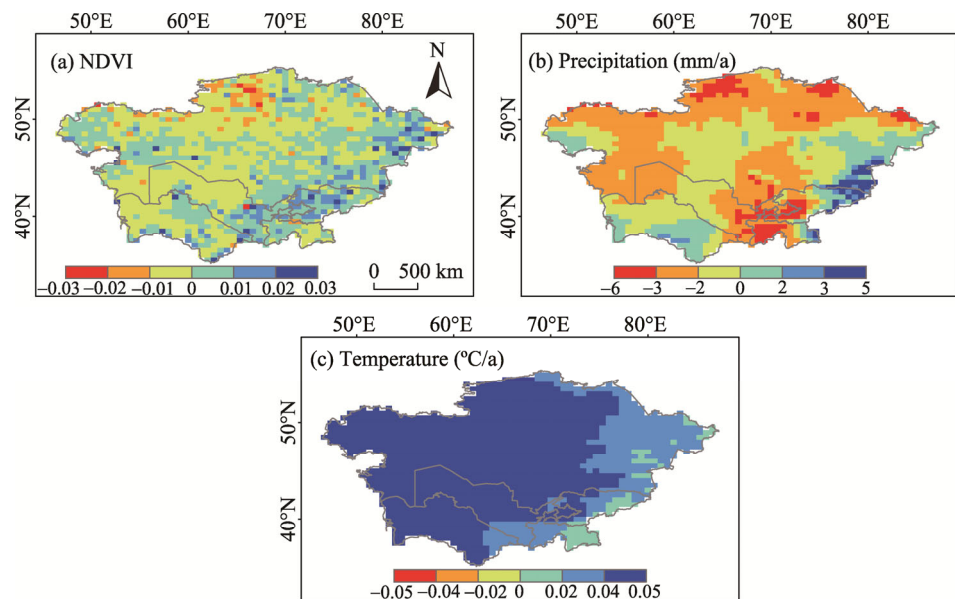 50°E 60°E 70°E 80°E
(a) NDVI
N
50°N
40°N
0 500 km
−0.03 −0.02 −0.01 0 0.01 0.02 0.03
50°E 60°E 70°E 80°E
(b) Precipitation (mm/a)
50°N
40°N
−6 −3 −2 0 2 3 5
50°E 60°E 70°E 80°E
(c) Temperature (ºC/a)
50°N
40°N
−0.05 −0.04 −0.02 0 0.02 0.04 0.05